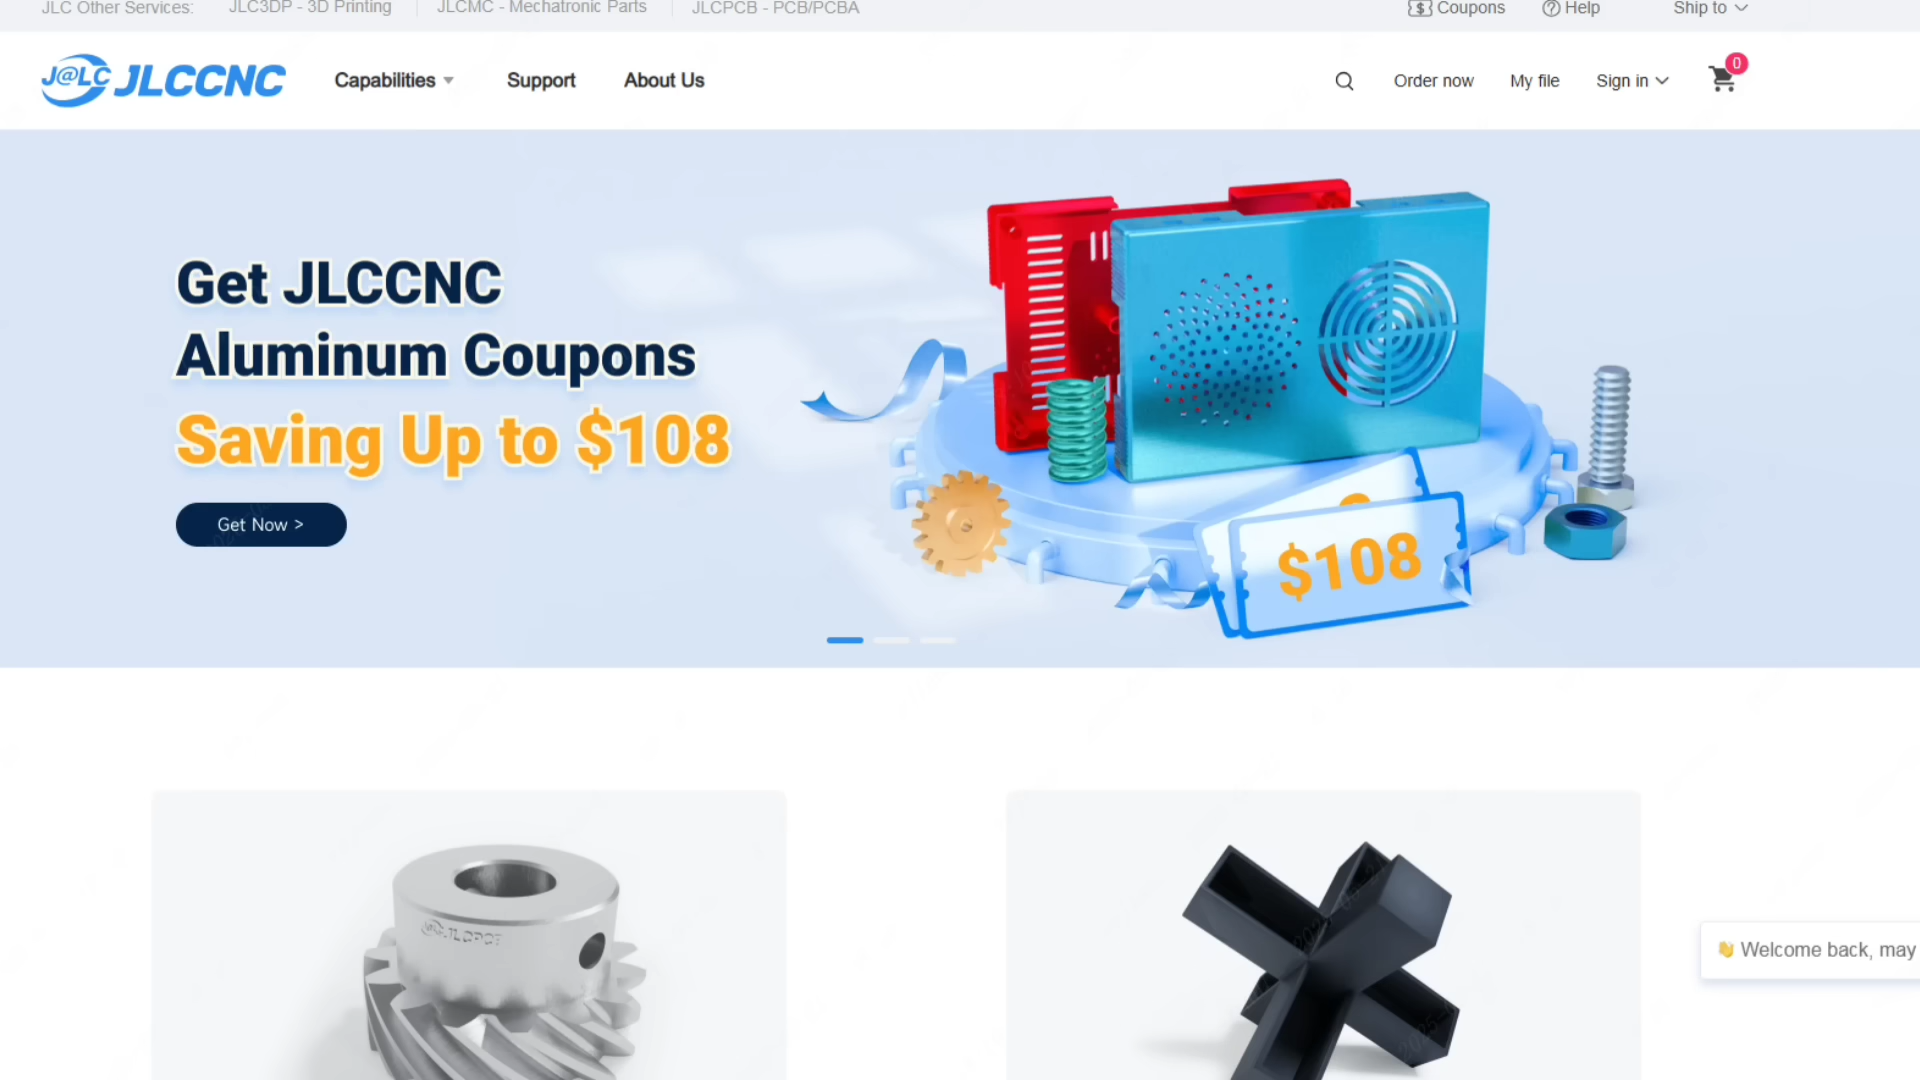 JLC Other Services: JLC3DP - 3D Printing JLCMC - Mechatronic Parts JLCPCB - PCB/PCBA Coupons Help Ship to
J@LC JLCCNC Capabilities Support About Us Order now My file Sign in 0
Get JLCCNC
Aluminum Coupons
Saving Up to $108
Get Now >
$108
J@LC JLCPCB
Welcome back, may